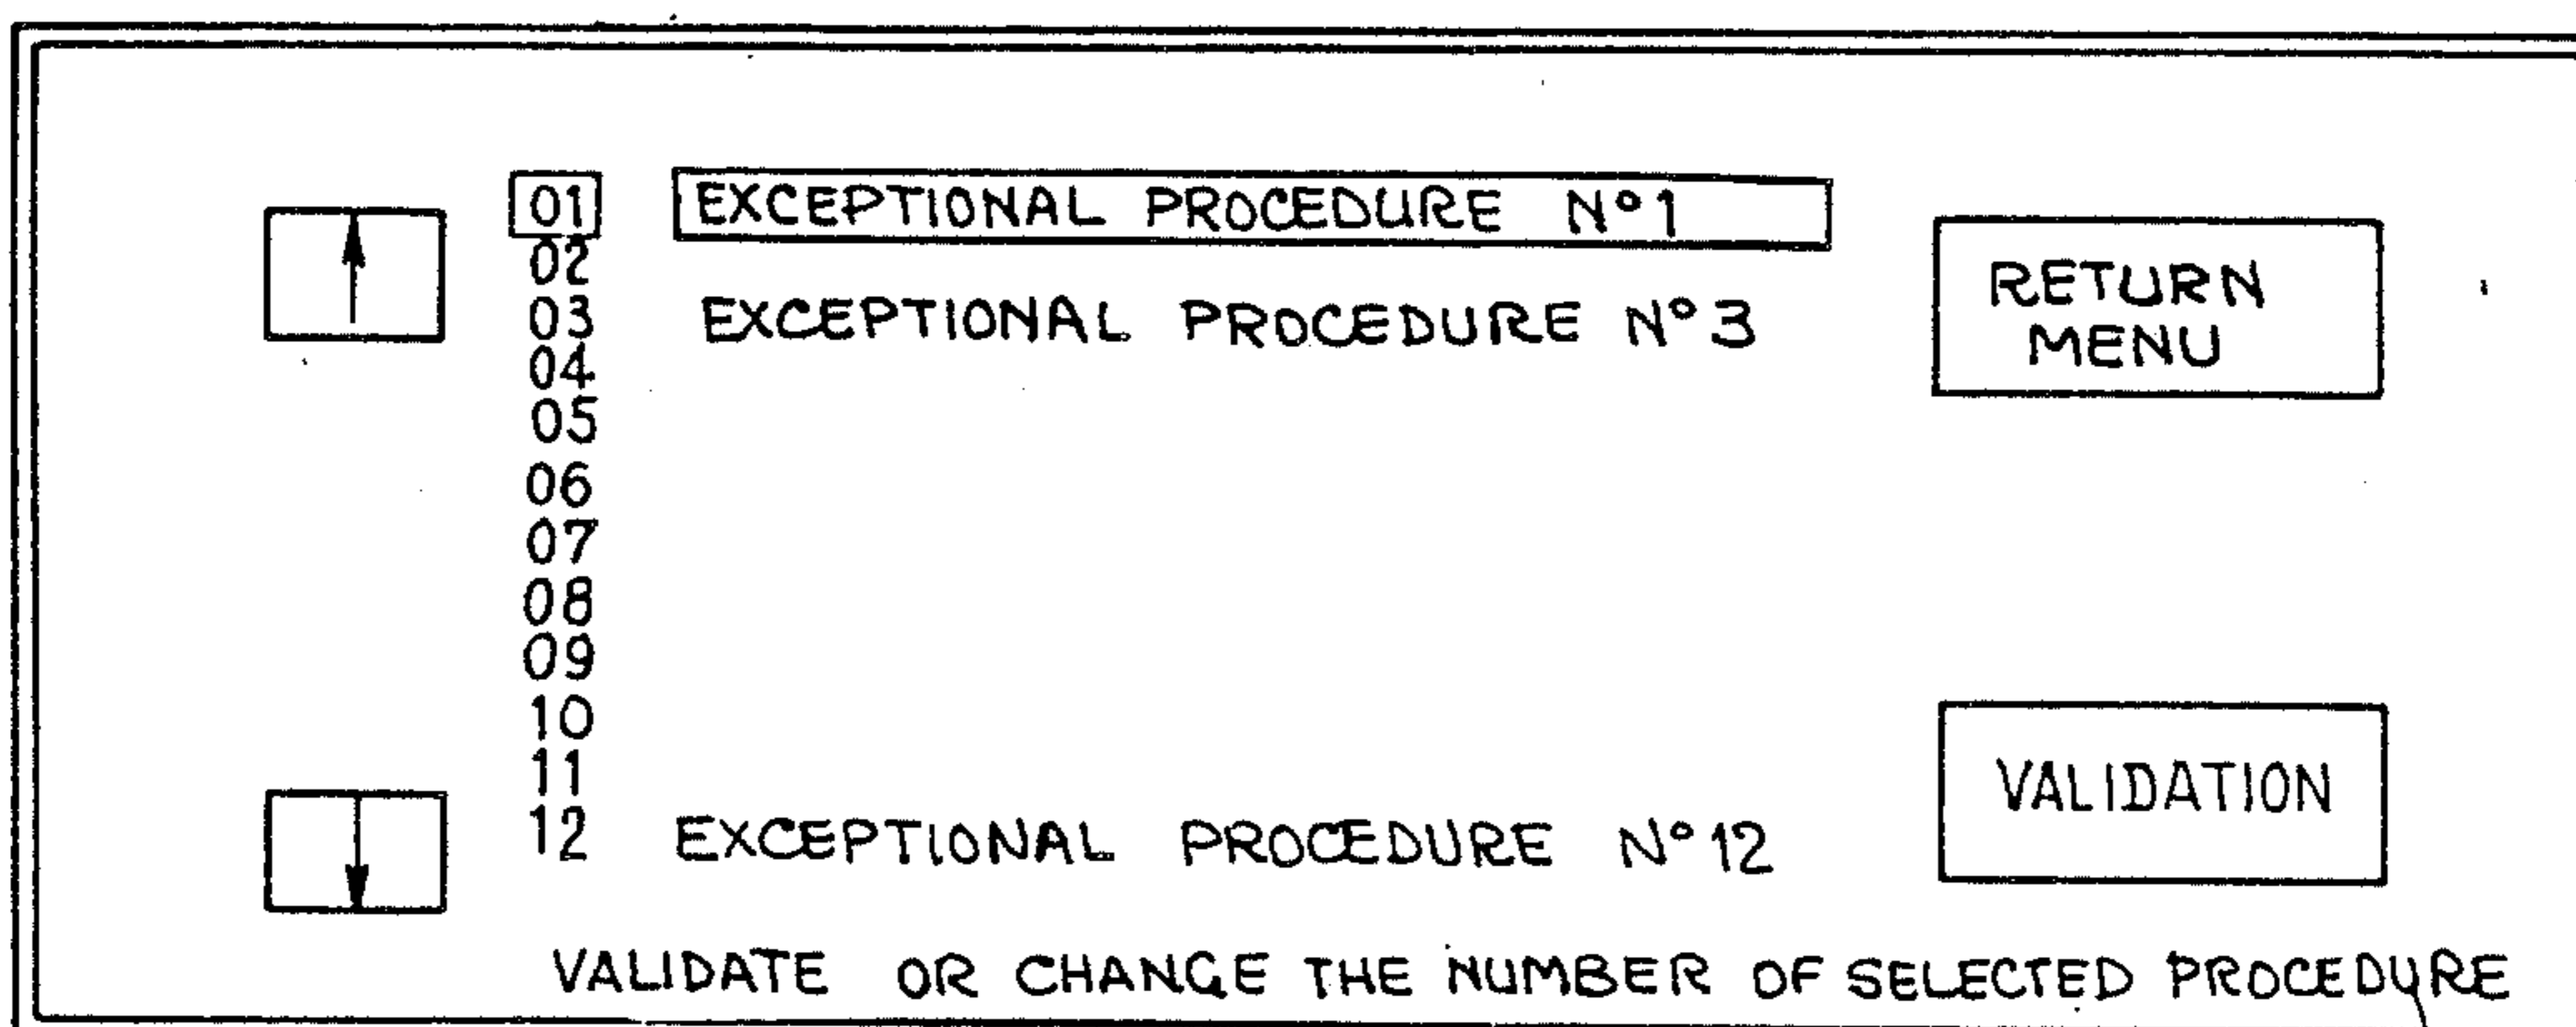 01 EXCEPTIONAL PROCEDURE N°1
02
03 EXCEPTIONAL PROCEDURE N°3
04
05
06
07
08
09
10
11
12 EXCEPTIONAL PROCEDURE N°12
RETURN
MENU
VALIDATION
VALIDATE OR CHANGE THE NUMBER OF SELECTED PROCEDURE